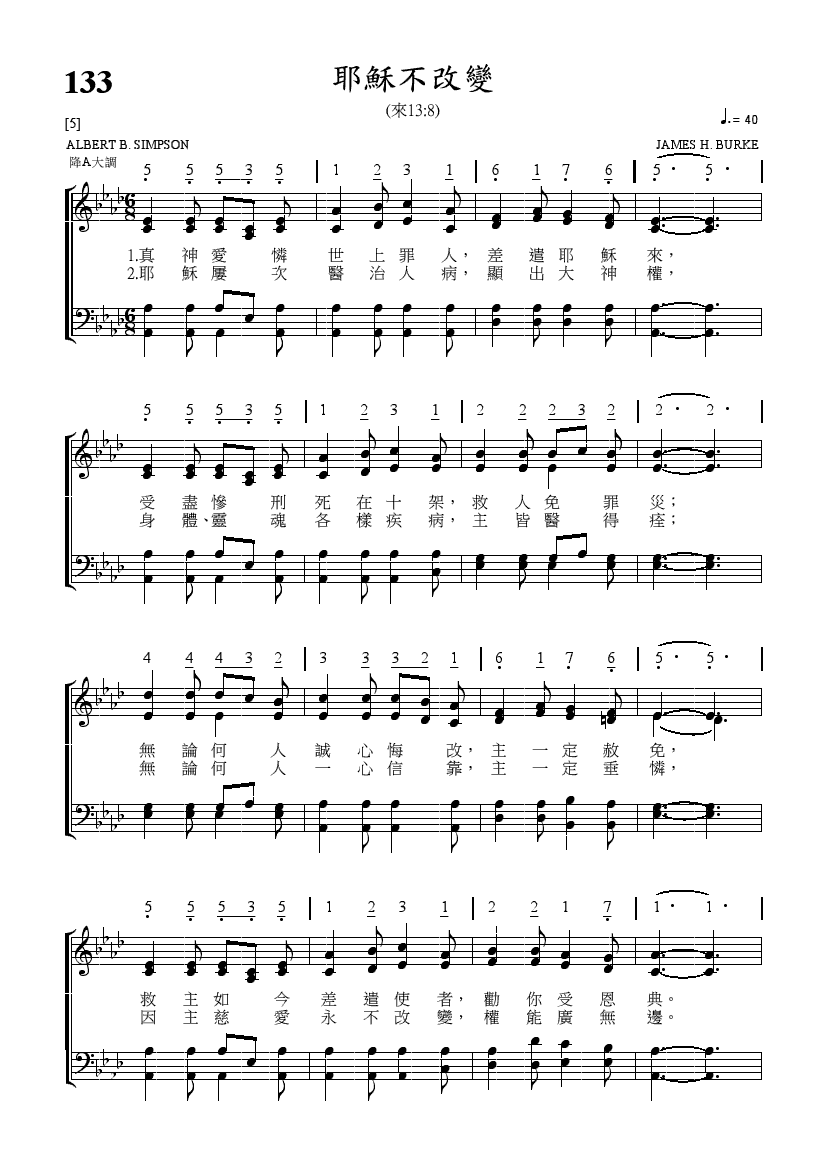 133
耶穌不改變
(來13:8)
[5]
♩. = 40
ALBERT B. SIMPSON
JAMES H. BURKE
降A大調
5 5 5 3 5 | 1 2 3 1 | 6 1 7 6 | 5 · 5 · |
1.真 神 愛 憐 世 上 罪 人， 差 遣 耶 穌 來，
2.耶 穌 屢 次 醫 治 人 病， 顯 出 大 神 權，
5 5 5 3 5 | 1 2 3 1 | 2 2 2 3 2 | 2 · 2 · |
受 盡 慘 刑 死 在 十 架， 救 人 免 罪 災；
身 體、靈 魂 各 樣 疾 病， 主 皆 醫 得 痊；
4 4 4 3 2 | 3 3 3 2 1 | 6 1 7 6 | 5 · 5 · |
無 論 何 人 誠 心 悔 改， 主 一 定 赦 免，
無 論 何 人 一 心 信 靠， 主 一 定 垂 憐，
5 5 5 3 5 | 1 2 3 1 | 2 2 1 7 | 1 · 1 · |
救 主 如 今 差 遣 使 者， 勸 你 受 恩 典。
因 主 慈 愛 永 不 改 變， 權 能 廣 無 邊。